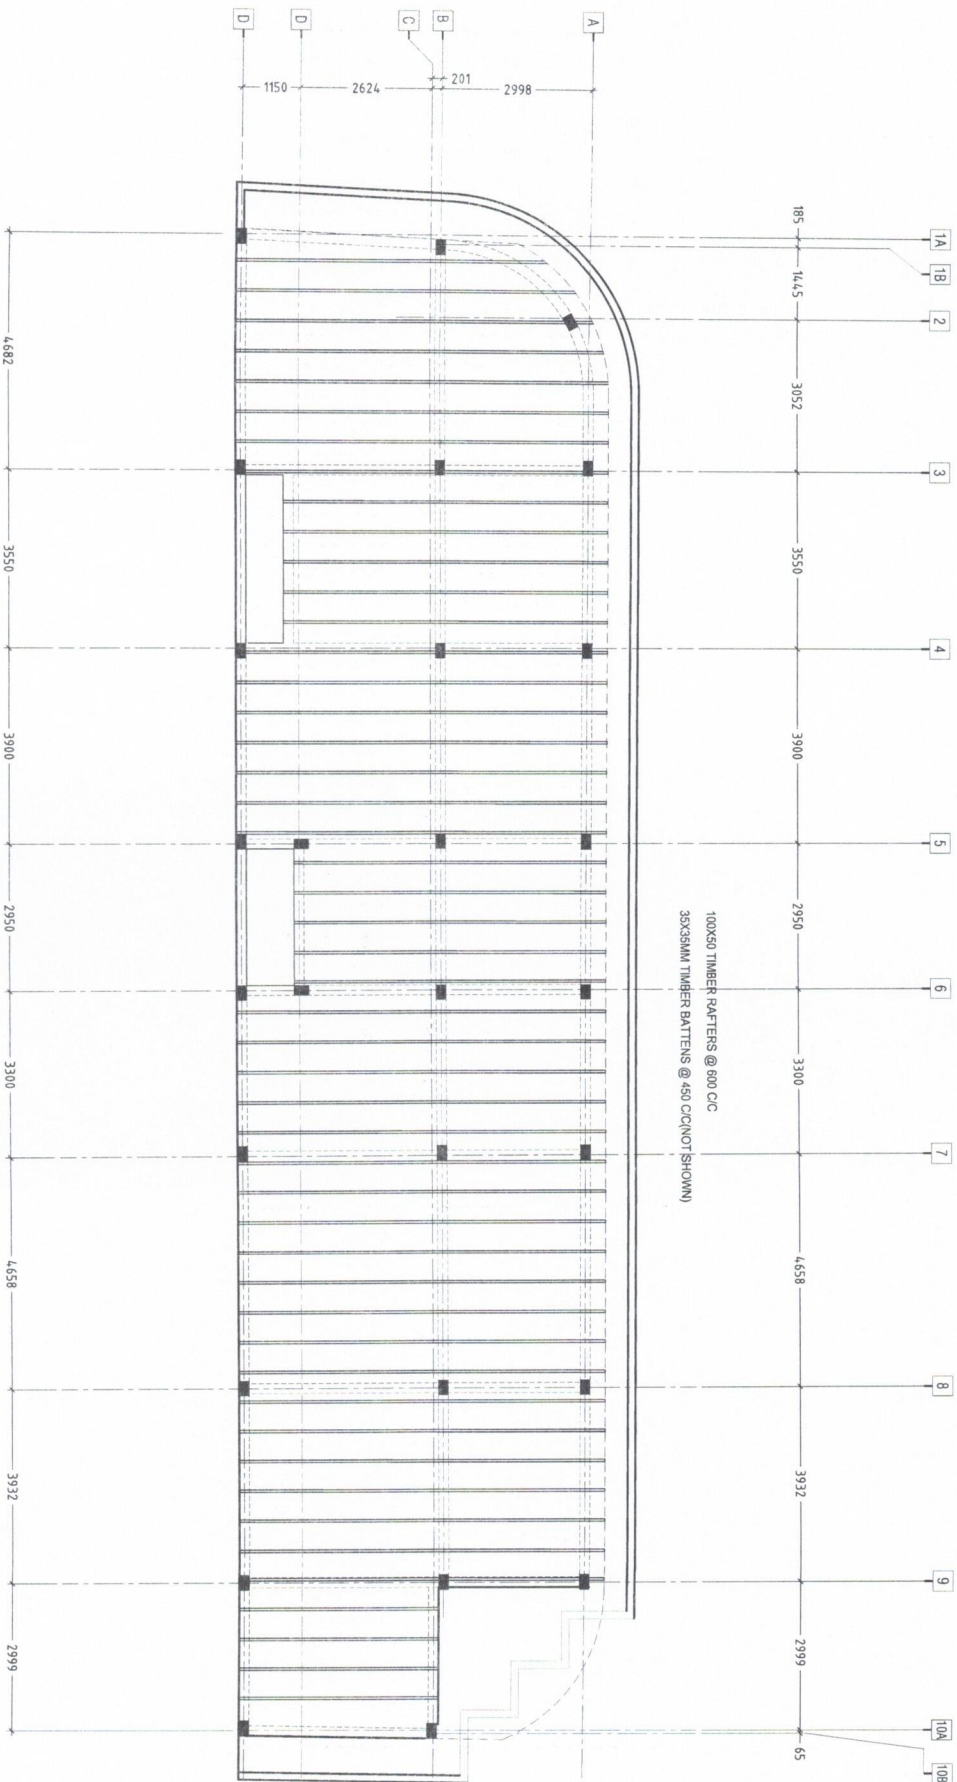 D
D
C
B
A
1150
2624
201
2998
185
1445
3052
3550
3900
2950
3300
4658
3932
2999
65
1A
1B
2
3
4
5
6
7
8
9
10A
10B
100X50 TIMBER RAFTERS @ 600 C/C
35X35MM TIMBER BATTENS @ 450 C/C(NOT SHOWN)
4682
3550
3900
2950
3300
4658
3932
2999